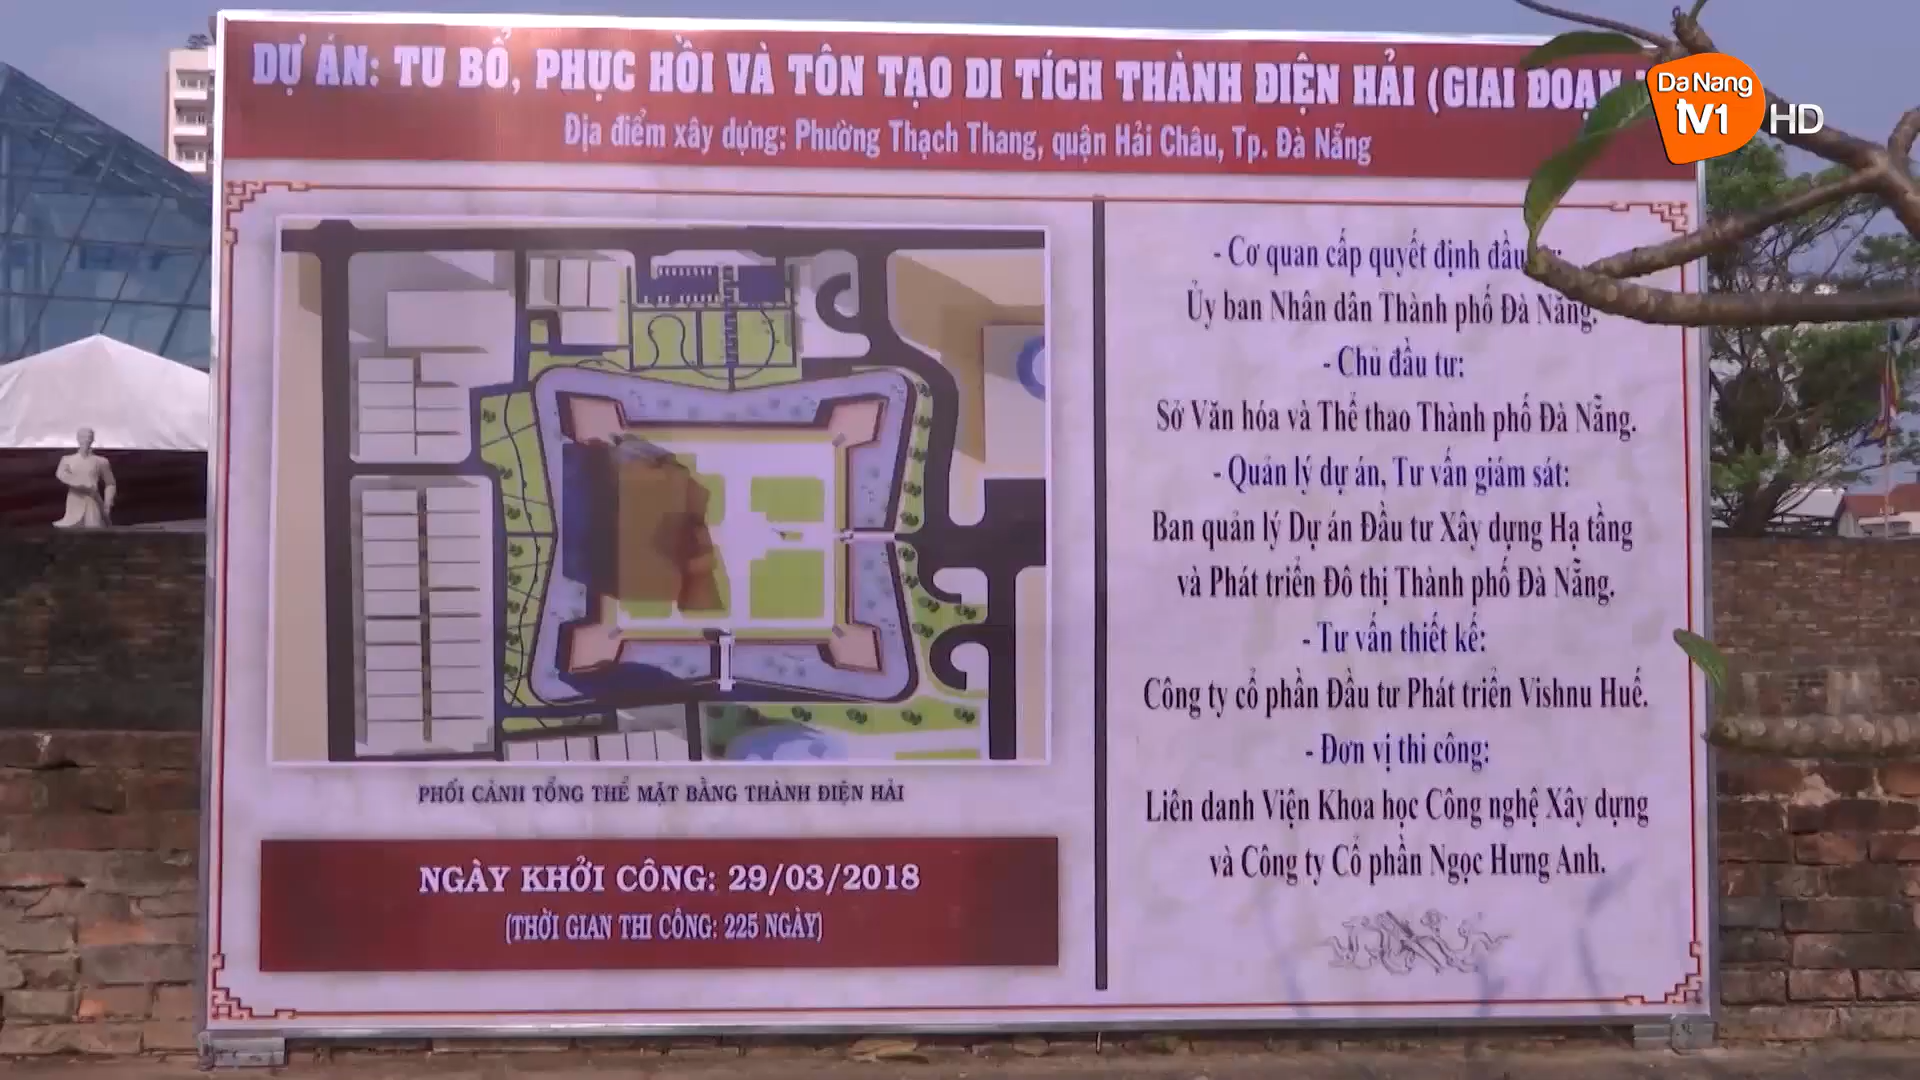 DỰ ÁN: TU BỔ, PHỤC HỒI VÀ TÔN TẠO DI TÍCH THÀNH ĐIỆN HẢI (GIAI ĐOẠN
Địa điểm xây dựng: Phường Thạch Thang, quận Hải Châu, Tp. Đà Nẵng
Da Nang
TV1 HD
PHỐI CẢNH TỔNG THỂ MẶT BẰNG THÀNH ĐIỆN HẢI
NGÀY KHỞI CÔNG: 29/03/2018
(THỜI GIAN THI CÔNG: 225 NGÀY)
- Cơ quan cấp quyết định đầu
Ủy ban Nhân dân Thành phố Đà Nẵng.
- Chủ đầu tư:
Sở Văn hóa và Thể thao Thành phố Đà Nẵng.
- Quản lý dự án, Tư vấn giám sát:
Ban quản lý Dự án Đầu tư Xây dựng Hạ tầng
và Phát triển Đô thị Thành phố Đà Nẵng.
- Tư vấn thiết kế:
Công ty cổ phần Đầu tư Phát triển Vishnu Huế.
- Đơn vị thi công:
Liên danh Viện Khoa học Công nghệ Xây dựng
và Công ty Cổ phần Ngọc Hưng Anh.